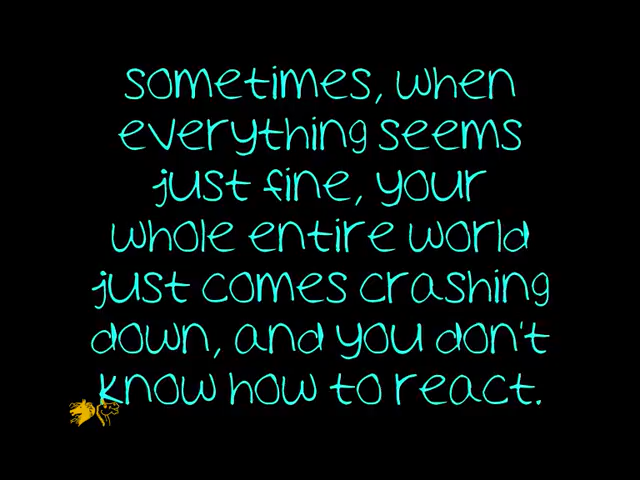 sometimes, when
everything seems
just fine, your
whole entire world
just comes crashing
down, and you don't
know how to react.